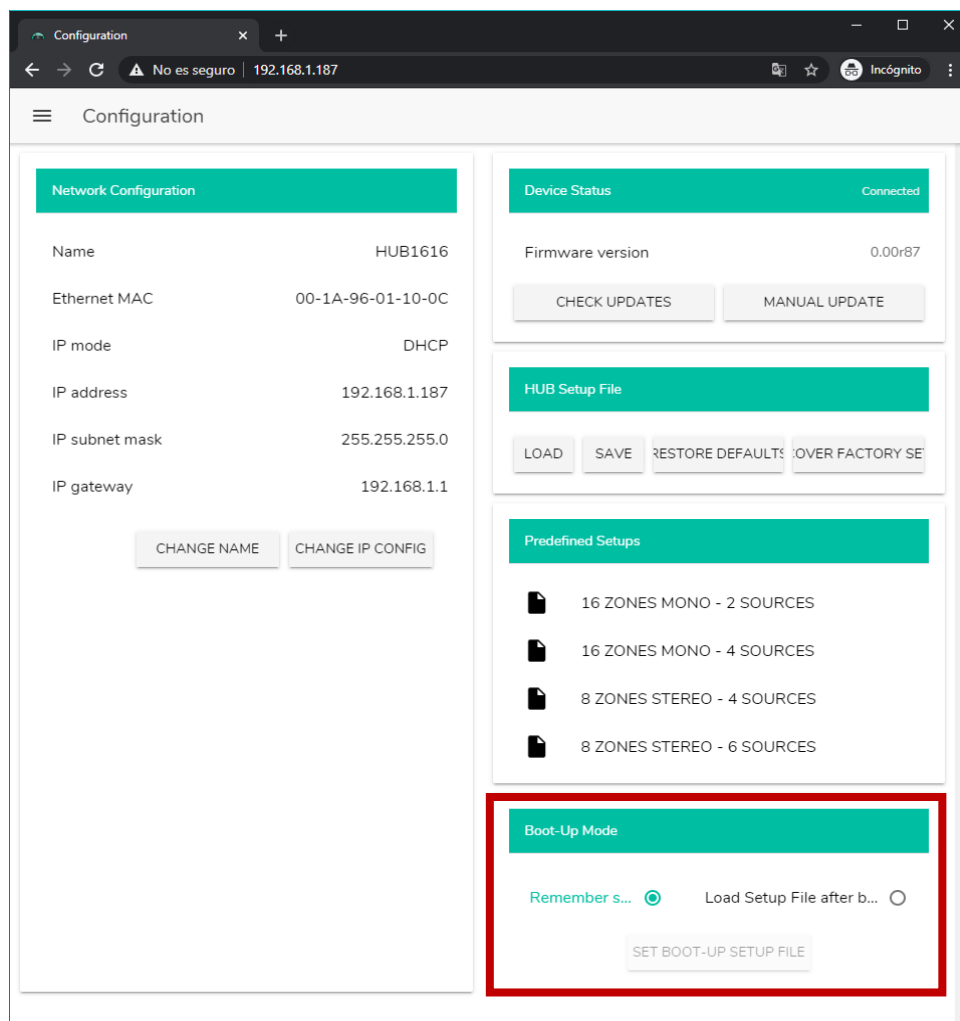 Configuration
No es seguro | 192.168.1.187
Incógnito
Configuration
Network Configuration
Name HUB1616
Ethernet MAC 00-1A-96-01-10-0C
IP mode DHCP
IP address 192.168.1.187
IP subnet mask 255.255.255.0
IP gateway 192.168.1.1
CHANGE NAME CHANGE IP CONFIG
Device Status Connected
Firmware version 0.00r87
CHECK UPDATES MANUAL UPDATE
HUB Setup File
LOAD SAVE RESTORE DEFAULTS OVER FACTORY SE
Predefined Setups
16 ZONES MONO - 2 SOURCES
16 ZONES MONO - 4 SOURCES
8 ZONES STEREO - 4 SOURCES
8 ZONES STEREO - 6 SOURCES
Boot-Up Mode
Remember s... Load Setup File after b...
SET BOOT-UP SETUP FILE